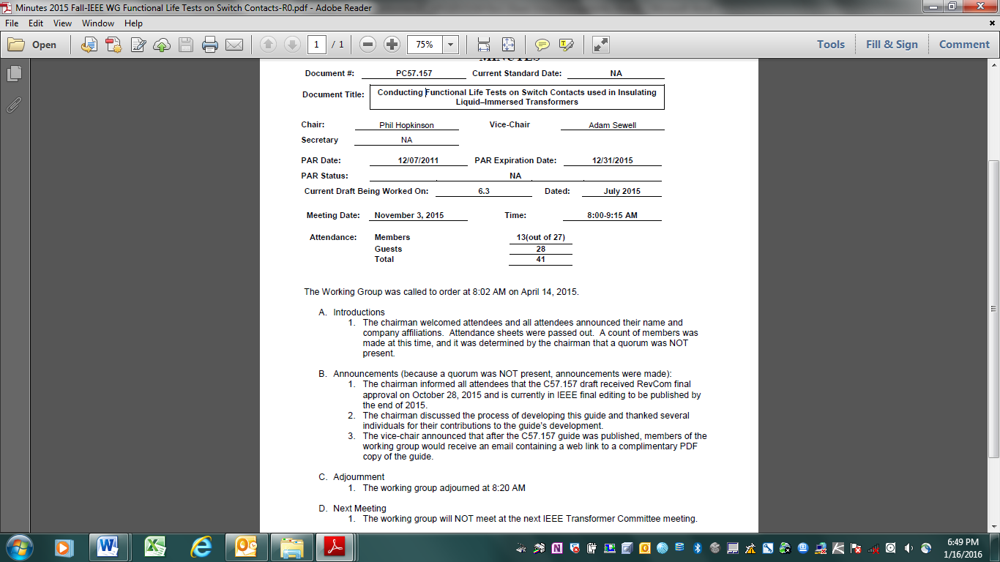 Minutes 2015 Fall-IEEE WG Functional Life Tests on Switch Contacts-R0.pdf - Adobe Reader
File Edit View Window Help
Open 1 / 1 75% Tools Fill & Sign Comment
MINUTES
Document #: PC57.157 Current Standard Date: NA
Document Title: Conducting Functional Life Tests on Switch Contacts used in Insulating
Liquid–Immersed Transformers
Chair: Phil Hopkinson Vice-Chair Adam Sewell
Secretary NA
PAR Date: 12/07/2011 PAR Expiration Date: 12/31/2015
PAR Status: NA
Current Draft Being Worked On: 6.3 Dated: July 2015
Meeting Date: November 3, 2015 Time: 8:00-9:15 AM
Attendance: Members 13(out of 27)
Guests 28
Total 41
The Working Group was called to order at 8:02 AM on April 14, 2015.
A. Introductions
1. The chairman welcomed attendees and all attendees announced their name and
company affiliations. Attendance sheets were passed out. A count of members was
made at this time, and it was determined by the chairman that a quorum was NOT
present.
B. Announcements (because a quorum was NOT present, announcements were made):
1. The chairman informed all attendees that the C57.157 draft received RevCom final
approval on October 28, 2015 and is currently in IEEE final editing to be published by
the end of 2015.
2. The chairman discussed the process of developing this guide and thanked several
individuals for their contributions to the guide's development.
3. The vice-chair announced that after the C57.157 guide was published, members of the
working group would receive an email containing a web link to a complimentary PDF
copy of the guide.
C. Adjournment
1. The working group adjourned at 8:20 AM
D. Next Meeting
1. The working group will NOT meet at the next IEEE Transformer Committee meeting.
6:49 PM
1/16/2016